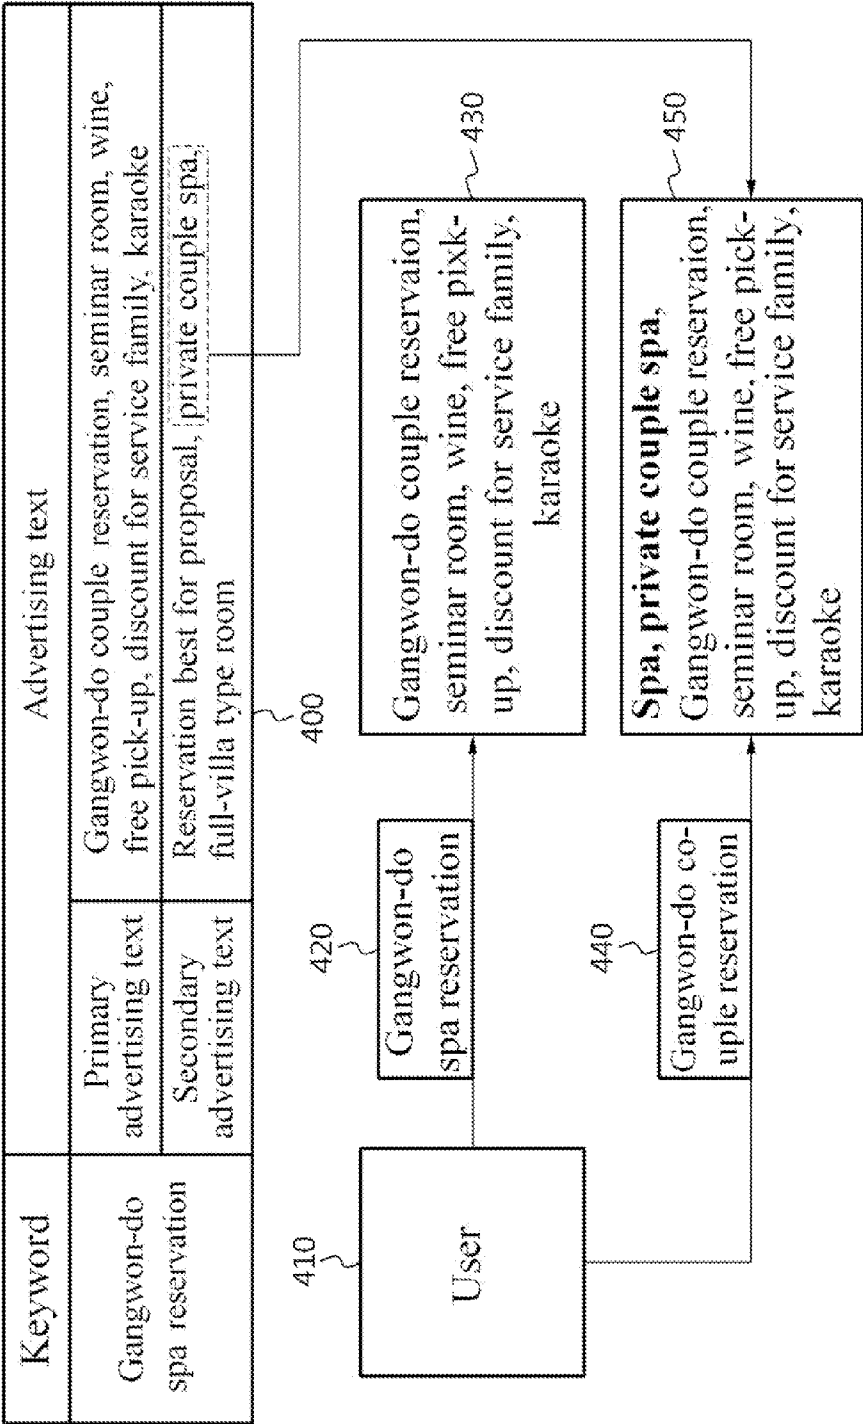 Keyword
Advertising text
Gangwon-do
spa reservation
Primary
advertising text
Gangwon-do couple reservation, seminar room, wine,
free pick-up, discount for service family, karaoke
Secondary
advertising text
Reservation best for proposal, private couple spa,
full-villa type room
400
410
User
420
Gangwon-do
spa reservation
430
Gangwon-do couple reservaion,
seminar room, wine, free pixk-
up, discount for service family,
karaoke
440
Gangwon-do co-
uple reservation
450
Spa, private couple spa,
Gangwon-do couple reservaion,
seminar room, wine, free pick-
up, discount for service family,
karaoke